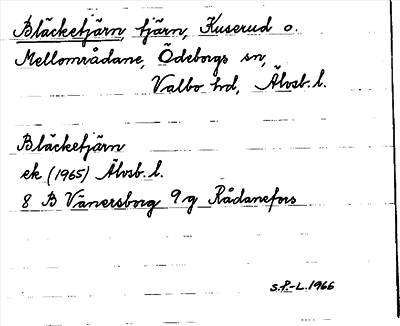 Bläcketjärn, tjärn, Kuserud o.
Mellområdane, Ödeborgs sn,
Valbo hd, Älvsb. l.
Bläcketjärn
ek (1965) Älvsb. l.
8 B Vänersborg 9 g Rådanefors
S.P.-L. 1966